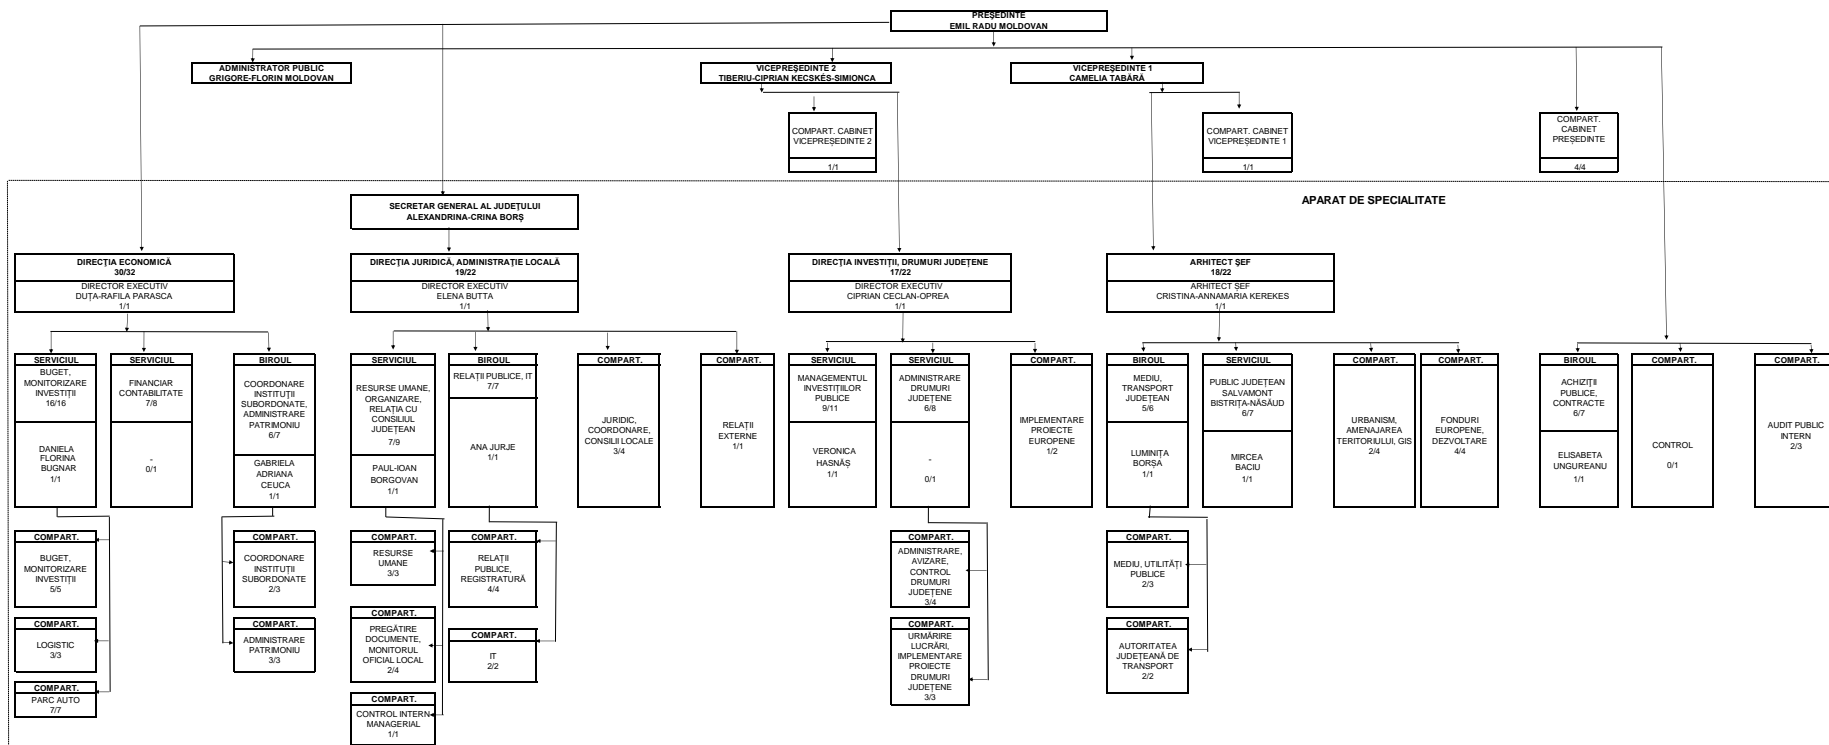 PREȘEDINTE
EMIL RADU MOLDOVAN
ADMINISTRATOR PUBLIC
GRIGORE-FLORIN MOLDOVAN
VICEPREȘEDINTE 2
TIBERIU-CIPRIAN KECSKÉS-SIMIONCA
VICEPREȘEDINTE 1
CAMELIA TABĂRĂ
COMPART. CABINET
VICEPREȘEDINTE 2
1/1
COMPART. CABINET
VICEPREȘEDINTE 1
1/1
COMPART.
CABINET
PREȘEDINTE
4/4
APARAT DE SPECIALITATE
SECRETAR GENERAL AL JUDEȚULUI
ALEXANDRINA-CRINA BORȘ
DIRECȚIA ECONOMICĂ
30/32
DIRECTOR EXECUTIV
DUȚA-RAFILA PARASCA
1/1
DIRECȚIA JURIDICĂ, ADMINISTRAȚIE LOCALĂ
19/22
DIRECTOR EXECUTIV
ELENA BUTTA
1/1
DIRECȚIA INVESTIȚII, DRUMURI JUDEȚENE
17/22
DIRECTOR EXECUTIV
CIPRIAN CECLAN-OPREA
1/1
ARHITECT ȘEF
18/22
ARHITECT ȘEF
CRISTINA-ANNAMARIA KEREKES
1/1
SERVICIUL
BUGET,
MONITORIZARE
INVESTIȚII
16/16
DANIELA
FLORINA
BUGNAR
1/1
SERVICIUL
FINANCIAR
CONTABILITATE
7/8
-
0/1
BIROUL
COORDONARE
INSTITUȚII
SUBORDONATE,
ADMINISTRARE
PATRIMONIU
6/7
GABRIELA
ADRIANA
CEUCA
1/1
SERVICIUL
RESURSE UMANE,
ORGANIZARE,
RELAȚIA CU
CONSILIUL
JUDEȚEAN
7/9
PAUL-IOAN
BORGOVAN
1/1
BIROUL
RELAȚII PUBLICE, IT
7/7
ANA JURJE
1/1
COMPART.
JURIDIC,
COORDONARE,
CONSILII LOCALE
3/4
COMPART.
RELAȚII
EXTERNE
1/1
SERVICIUL
MANAGEMENTUL
INVESTIȚIILOR
PUBLICE
9/11
VERONICA
HASNĂȘ
1/1
SERVICIUL
ADMINISTRARE
DRUMURI
JUDEȚENE
6/8
-
0/1
COMPART.
IMPLEMENTARE
PROIECTE
EUROPENE
1/2
BIROUL
MEDIU,
TRANSPORT
JUDEȚEAN
5/6
LUMINIȚA
BORȘA
1/1
SERVICIUL
PUBLIC JUDEȚEAN
SALVAMONT
BISTRIȚA-NĂSĂUD
6/7
MIRCEA
BACIU
1/1
COMPART.
URBANISM,
AMENAJAREA
TERITORIULUI, GIS
2/4
COMPART.
FONDURI
EUROPENE,
DEZVOLTARE
4/4
BIROUL
ACHIZIȚII
PUBLICE,
CONTRACTE
6/7
ELISABETA
UNGUREANU
1/1
COMPART.
CONTROL
0/1
COMPART.
AUDIT PUBLIC
INTERN
2/3
COMPART.
BUGET,
MONITORIZARE
INVESTIȚII
5/5
COMPART.
LOGISTIC
3/3
COMPART.
PARC AUTO
7/7
COMPART.
COORDONARE
INSTITUȚII
SUBORDONATE
2/3
COMPART.
ADMINISTRARE
PATRIMONIU
3/3
COMPART.
RESURSE
UMANE
3/3
COMPART.
PREGĂTIRE
DOCUMENTE,
MONITORUL
OFICIAL LOCAL
2/4
COMPART.
CONTROL INTERN
MANAGERIAL
1/1
COMPART.
RELAȚII
PUBLICE,
REGISTRATURĂ
4/4
COMPART.
IT
2/2
COMPART.
ADMINISTRARE,
AVIZARE,
CONTROL
DRUMURI
JUDEȚENE
3/4
COMPART.
URMĂRIRE
LUCRĂRI,
IMPLEMENTARE
PROIECTE
DRUMURI
JUDEȚENE
3/3
COMPART.
MEDIU, UTILITĂȚI
PUBLICE
2/3
COMPART.
AUTORITATEA
JUDEȚEANĂ DE
TRANSPORT
2/2